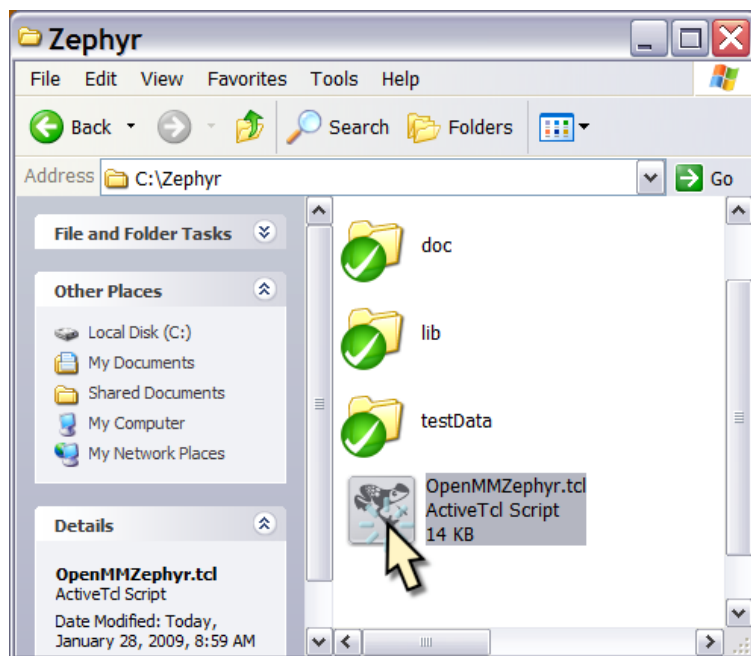 Zephyr
File Edit View Favorites Tools Help
Back Search Folders
Address C:\Zephyr Go
File and Folder Tasks
Other Places
Local Disk (C:)
My Documents
Shared Documents
My Computer
My Network Places
Details
OpenMMZephyr.tcl
ActiveTcl Script
Date Modified: Today,
January 28, 2009, 8:59 AM
doc
lib
testData
OpenMMZephyr.tcl
ActiveTcl Script
14 KB